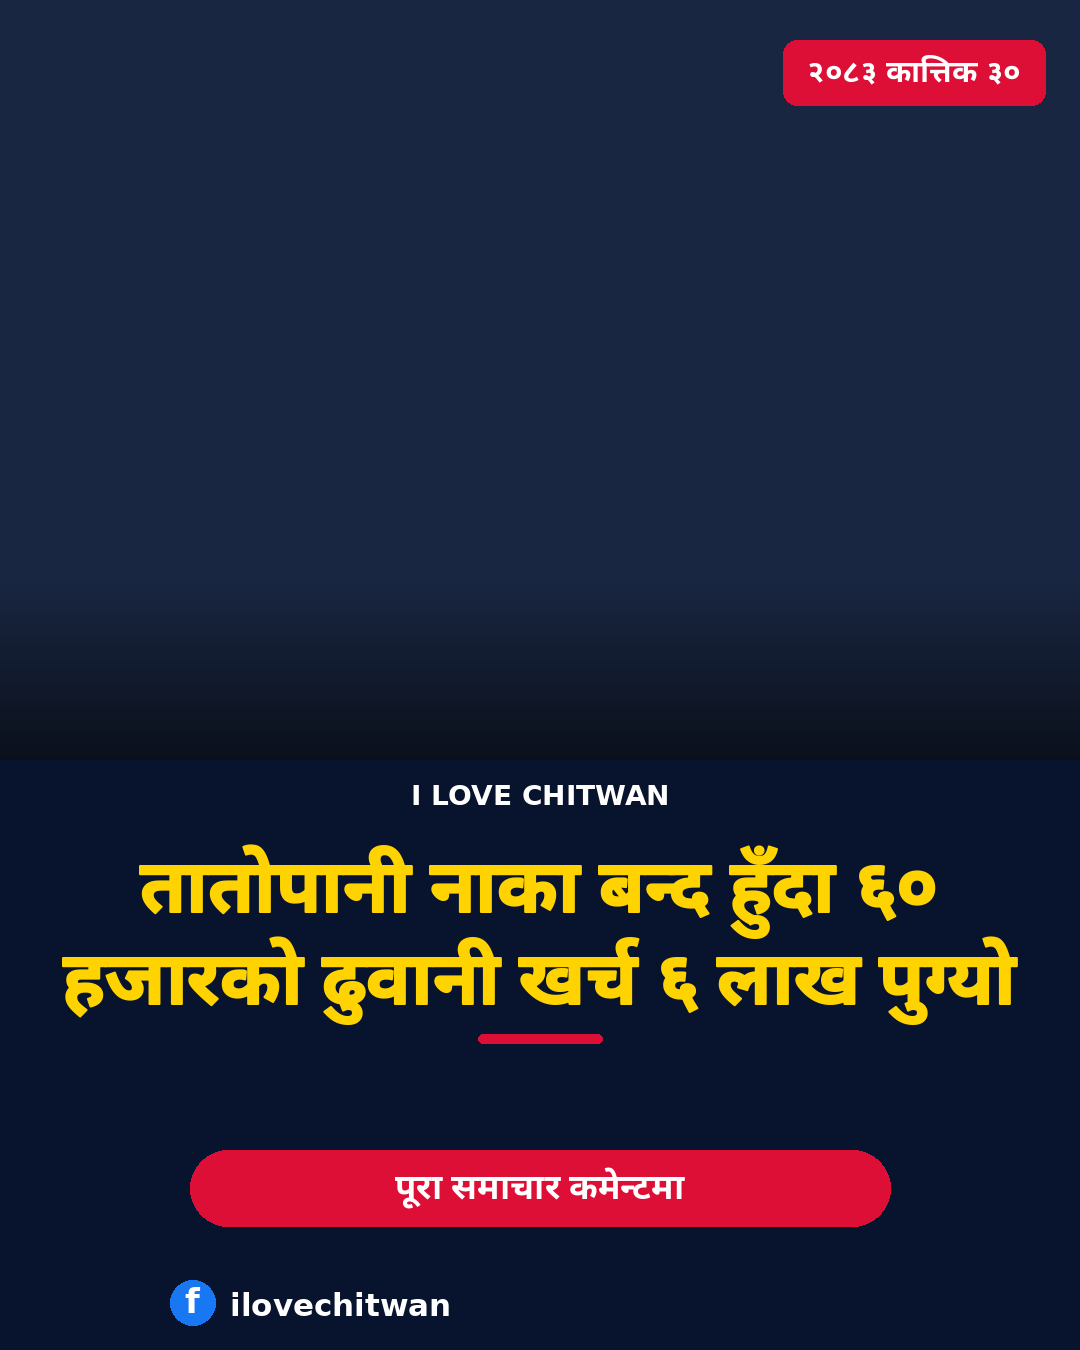 २०८३ कात्तिक ३०
I LOVE CHITWAN
तातोपानी नाका बन्द हुँदा ६०
हजारको ढुवानी खर्च ६ लाख पुग्यो
पूरा समाचार कमेन्टमा
f ilovechitwan